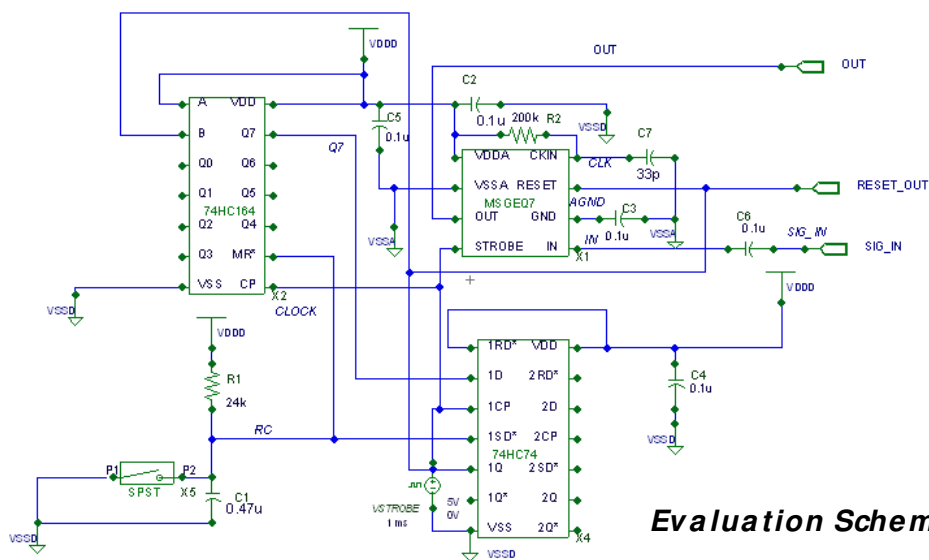 OUT
OUT
VDDD
C2
0.1u
VSSD
200k R2
C5
0.1u
C7
33p
A VDD
B Q7
Q0 Q6
Q1 Q5
74HC164
Q2 Q4
Q3 MR*
VSS CP
X2
Q7
CLOCK
VSSD
VDDA CKIN
VSSA RESET
MSGEQ7
OUT GND
STROBE IN
X1
CLK
AGND
IN
C3
0.1u
VSSA
VSSA
RESET_OUT
C6
0.1u
SIG_IN
SIG_IN
VDDD
VDDD
R1
24k
RC
P1 P2
SPST X5
C1
0.47u
VSSD
1RD* VDD
1D 2RD*
1CP 2D
1SD* 2CP
74HC74
1Q 2SD*
1Q* 2Q
VSS 2Q*
X4
VSTROBE
1 ms
5V
0V
VSSD
C4
0.1u
VSSD
Evaluation Schem